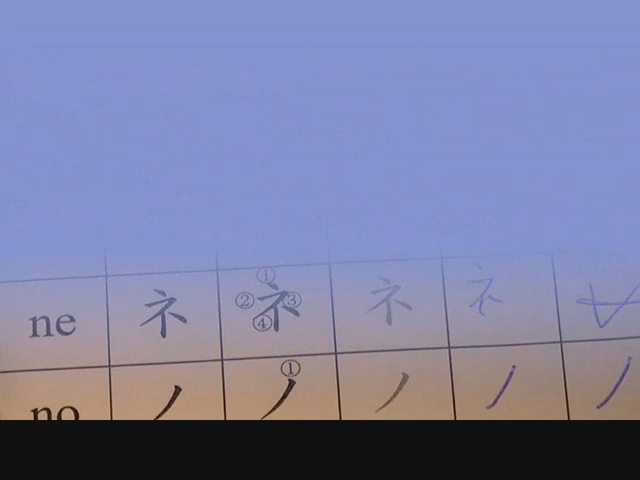 ne ネ ① ② ③ ④ ネ ネ ネ
no ノ ① ノ ノ ノ ノ